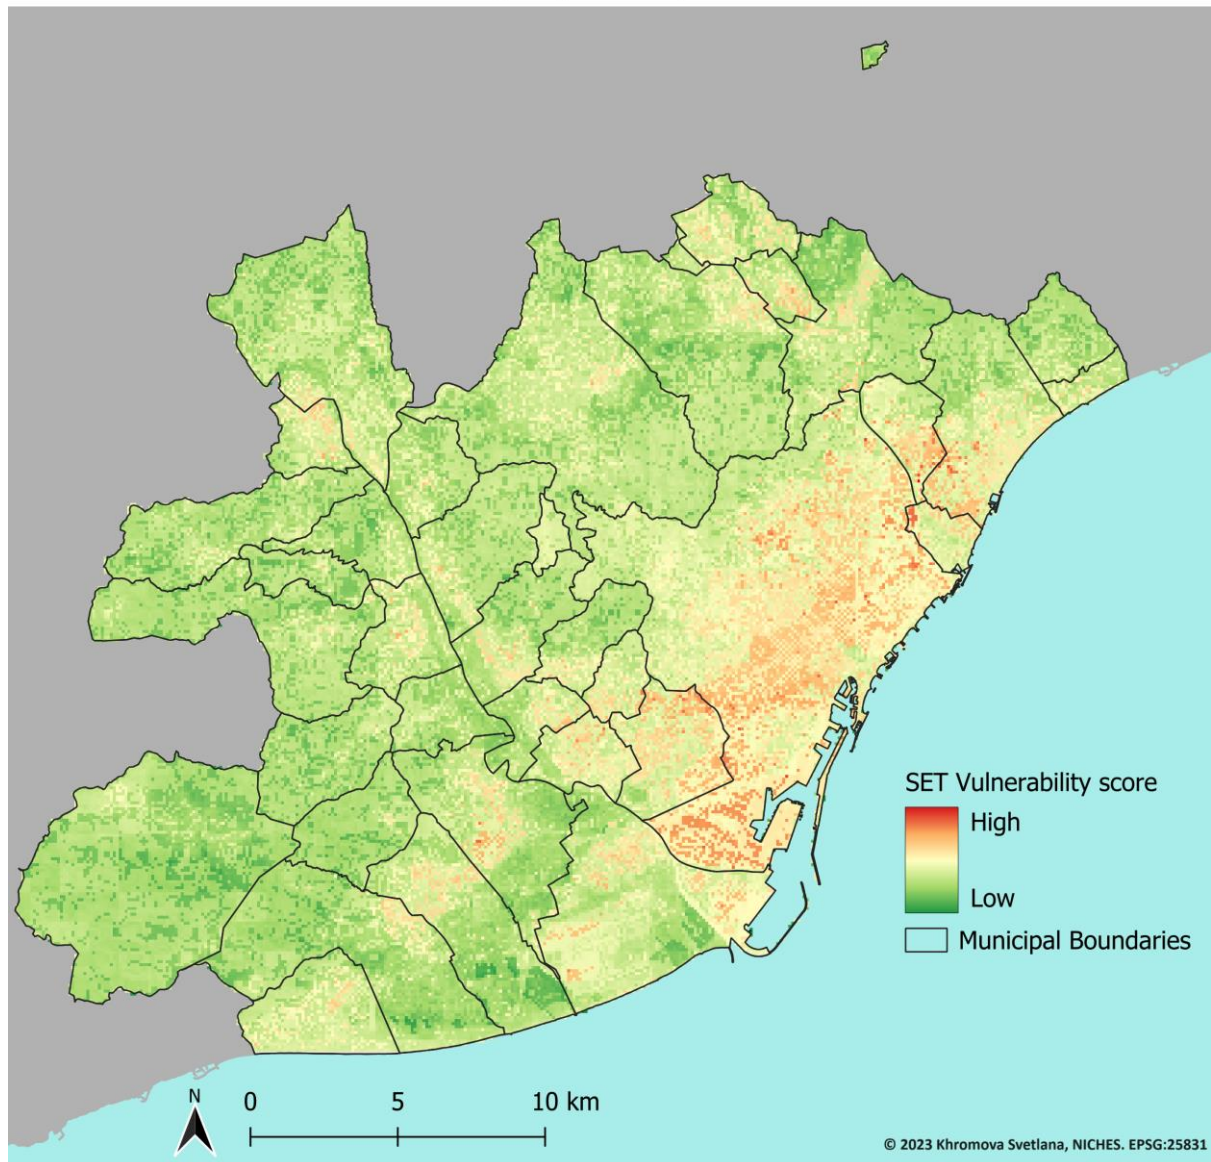 SET Vulnerability score
High
Low
Municipal Boundaries
N
0 5 10 km
© 2023 Khromova Svetlana, NICHES. EPSG:25831